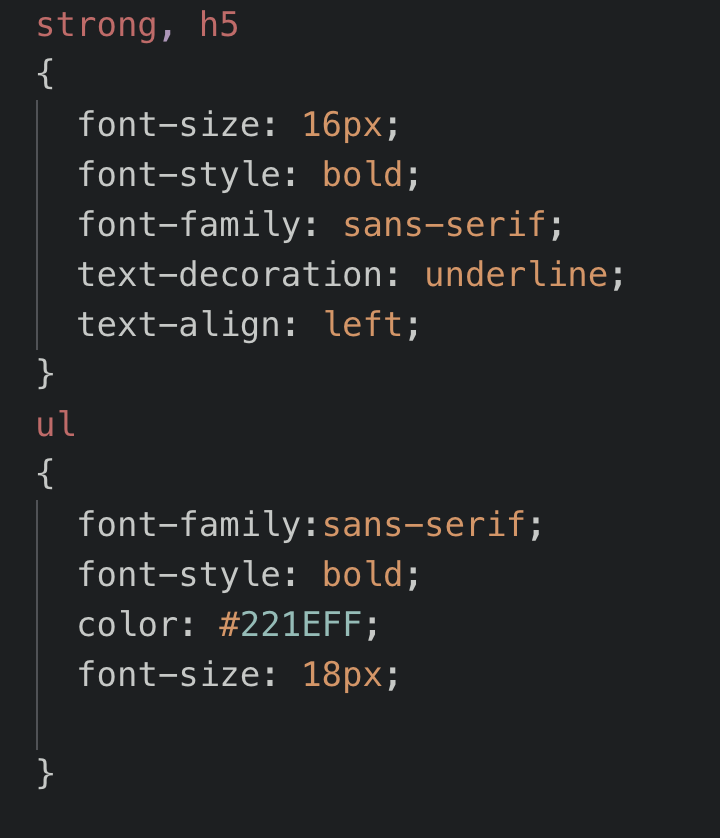 strong, h5
{
font-size: 16px;
font-style: bold;
font-family: sans-serif;
text-decoration: underline;
text-align: left;
}
ul
{
font-family:sans-serif;
font-style: bold;
color: #221EFF;
font-size: 18px;
}